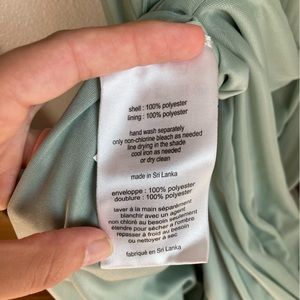 shell : 100% polyester
lining : 100% polyester
hand wash separately
only non-chlorine bleach as needed
line drying in the shade
cool iron as needed
or dry clean
made in Sri Lanka
enveloppe : 100% polyester
doublure : 100% polyester
laver à la main séparément
blanchir avec un agent
non chloré au besoin seulement
étendre pour sécher a l'ombre
repasser à froid au besoin
ou nettoyer à sec
fabriqué en Sri Lanka